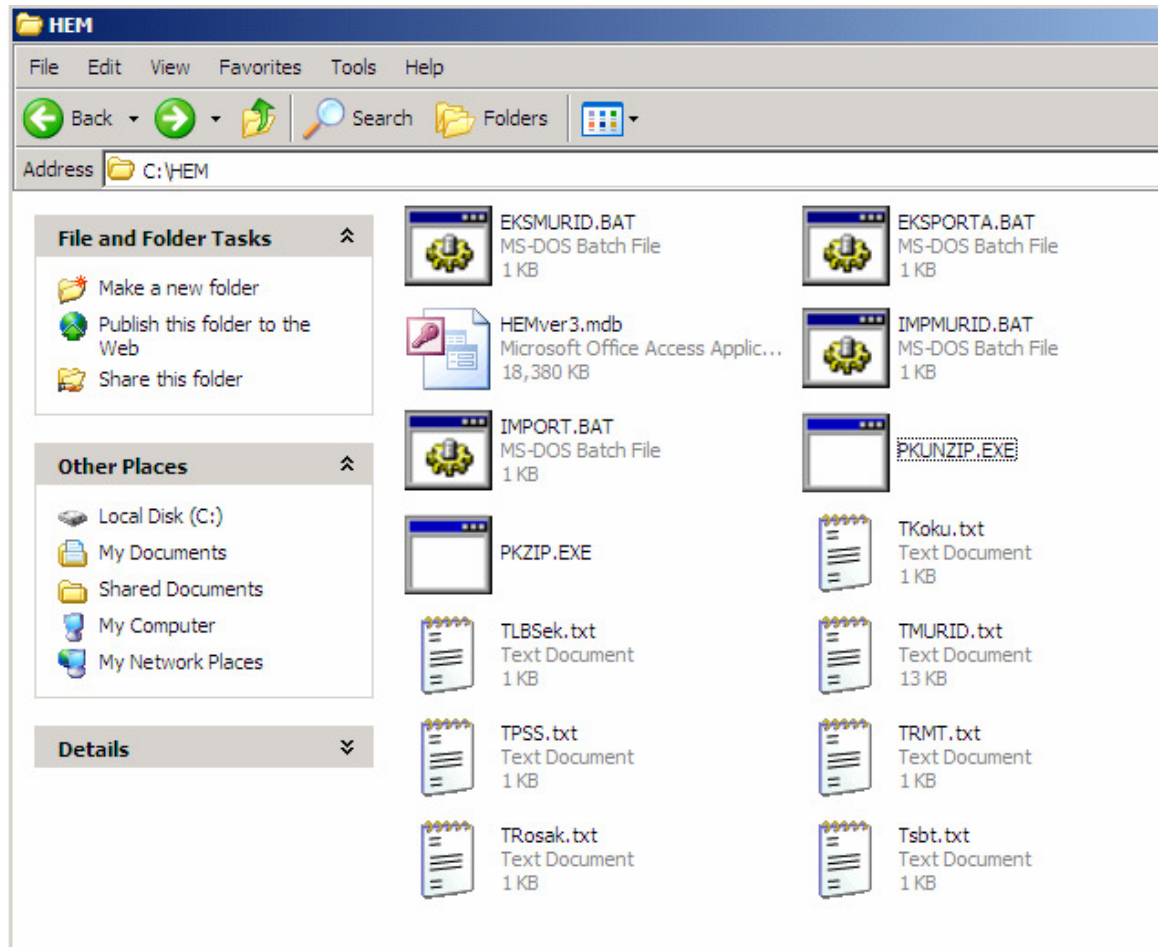 HEM
File Edit View Favorites Tools Help
Back Search Folders
Address C:\HEM
File and Folder Tasks
Make a new folder
Publish this folder to the
Web
Share this folder
Other Places
Local Disk (C:)
My Documents
Shared Documents
My Computer
My Network Places
Details
EKSMURID.BAT
MS-DOS Batch File
1 KB
EKSPORTA.BAT
MS-DOS Batch File
1 KB
HEMver3.mdb
Microsoft Office Access Applic...
18,380 KB
IMPMURID.BAT
MS-DOS Batch File
1 KB
IMPORT.BAT
MS-DOS Batch File
1 KB
PKUNZIP.EXE
PKZIP.EXE
TKoku.txt
Text Document
1 KB
TLBSek.txt
Text Document
1 KB
TMURID.txt
Text Document
13 KB
TPSS.txt
Text Document
1 KB
TRMT.txt
Text Document
1 KB
TRosak.txt
Text Document
1 KB
Tsbt.txt
Text Document
1 KB